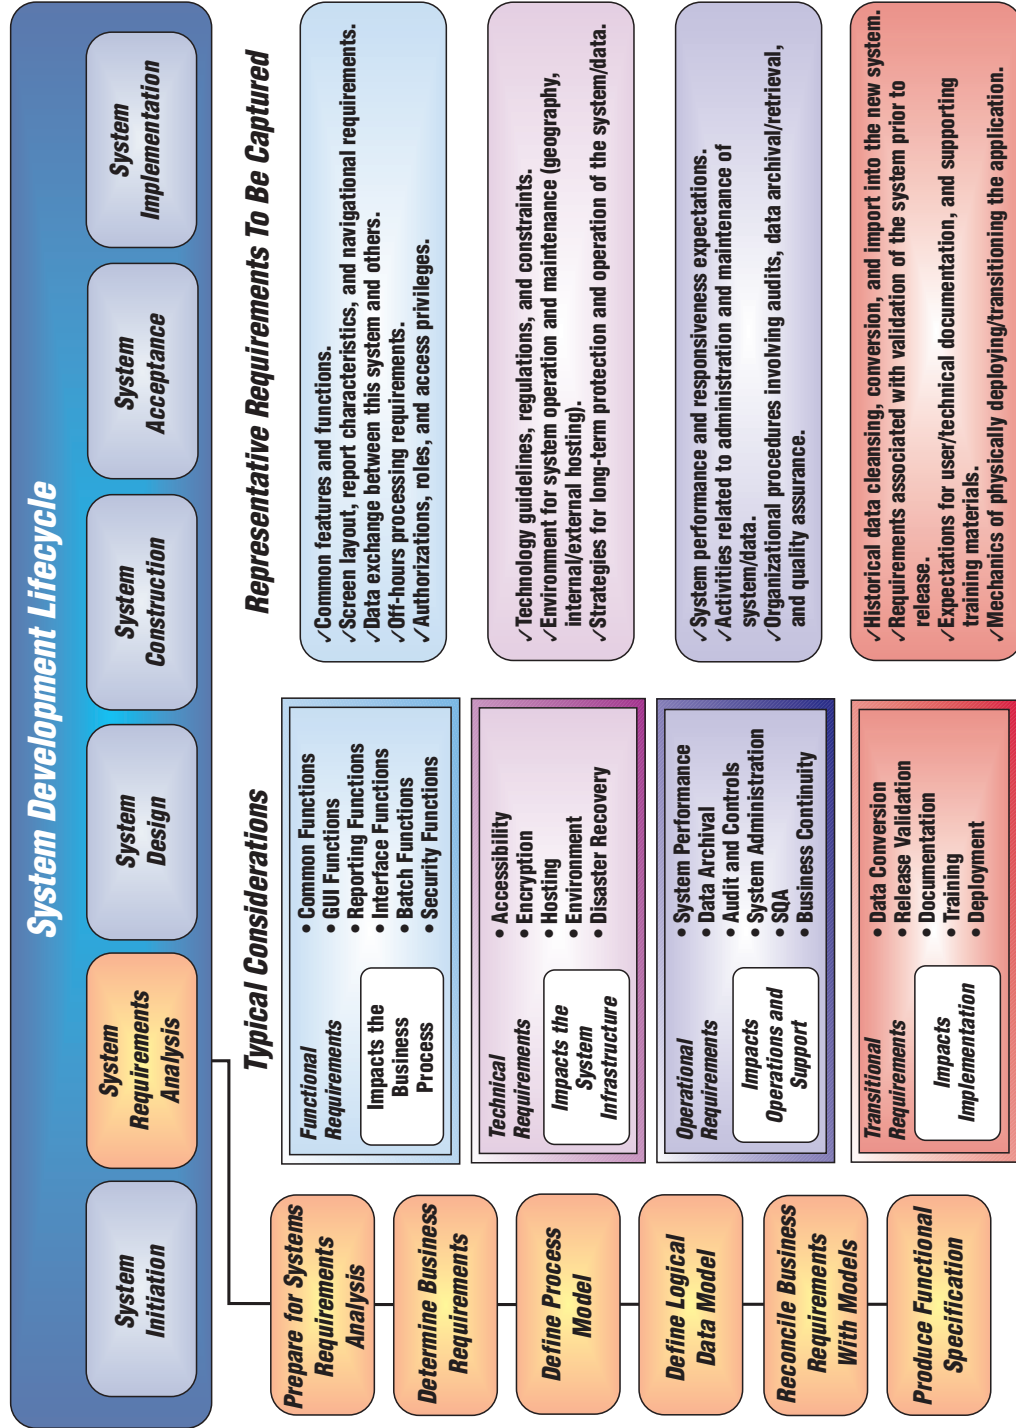 System Development Lifecycle
System
Initiation
System
Requirements
Analysis
System
Design
System
Construction
System
Acceptance
System
Implementation
Prepare for Systems
Requirements
Analysis
Determine Business
Requirements
Define Process
Model
Define Logical
Data Model
Reconcile Business
Requirements
With Models
Produce Functional
Specification
Typical Considerations
Functional
Requirements
Impacts the
Business
Process
• Common Functions
• GUI Functions
• Reporting Functions
• Interface Functions
• Batch Functions
• Security Functions
Technical
Requirements
Impacts the
System
Infrastructure
• Accessibility
• Encryption
• Hosting
• Environment
• Disaster Recovery
Operational
Requirements
Impacts
Operations and
Support
• System Performance
• Data Archival
• Audit and Controls
• System Administration
• SQA
• Business Continuity
Transitional
Requirements
Impacts
Implementation
• Data Conversion
• Release Validation
• Documentation
• Training
• Deployment
Representative Requirements To Be Captured
✓Common features and functions.
✓Screen layout, report characteristics, and navigational requirements.
✓Data exchange between this system and others.
✓Off-hours processing requirements.
✓Authorizations, roles, and access privileges.
✓Technology guidelines, regulations, and constraints.
✓Environment for system operation and maintenance (geography,
internal/external hosting).
✓Strategies for long-term protection and operation of the system/data.
✓System performance and responsiveness expectations.
✓Activities related to administration and maintenance of
system/data.
✓Organizational procedures involving audits, data archival/retrieval,
and quality assurance.
✓Historical data cleansing, conversion, and import into the new system.
✓Requirements associated with validation of the system prior to
release.
✓Expectations for user/technical documentation, and supporting
training materials.
✓Mechanics of physically deploying/transitioning the application.